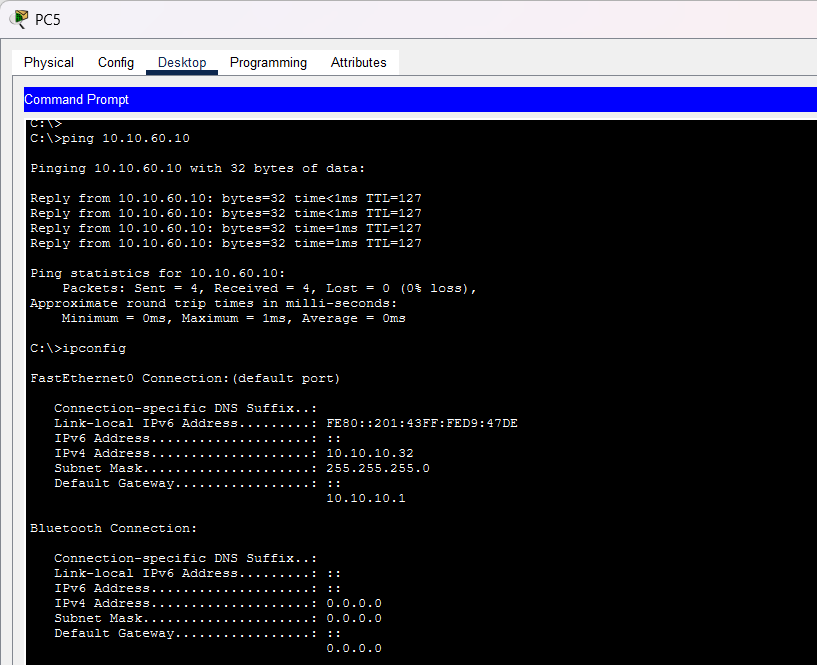 PC5
Physical Config Desktop Programming Attributes
Command Prompt
C:\>
C:\>ping 10.10.60.10
Pinging 10.10.60.10 with 32 bytes of data:
Reply from 10.10.60.10: bytes=32 time<1ms TTL=127
Reply from 10.10.60.10: bytes=32 time<1ms TTL=127
Reply from 10.10.60.10: bytes=32 time=1ms TTL=127
Reply from 10.10.60.10: bytes=32 time=1ms TTL=127
Ping statistics for 10.10.60.10:
Packets: Sent = 4, Received = 4, Lost = 0 (0% loss),
Approximate round trip times in milli-seconds:
Minimum = 0ms, Maximum = 1ms, Average = 0ms
C:\>ipconfig
FastEthernet0 Connection:(default port)
Connection-specific DNS Suffix..:
Link-local IPv6 Address.........: FE80::201:43FF:FED9:47DE
IPv6 Address....................: ::
IPv4 Address....................: 10.10.10.32
Subnet Mask.....................: 255.255.255.0
Default Gateway.................: ::
10.10.10.1
Bluetooth Connection:
Connection-specific DNS Suffix..:
Link-local IPv6 Address.........: ::
IPv6 Address....................: ::
IPv4 Address....................: 0.0.0.0
Subnet Mask.....................: 0.0.0.0
Default Gateway.................: ::
0.0.0.0